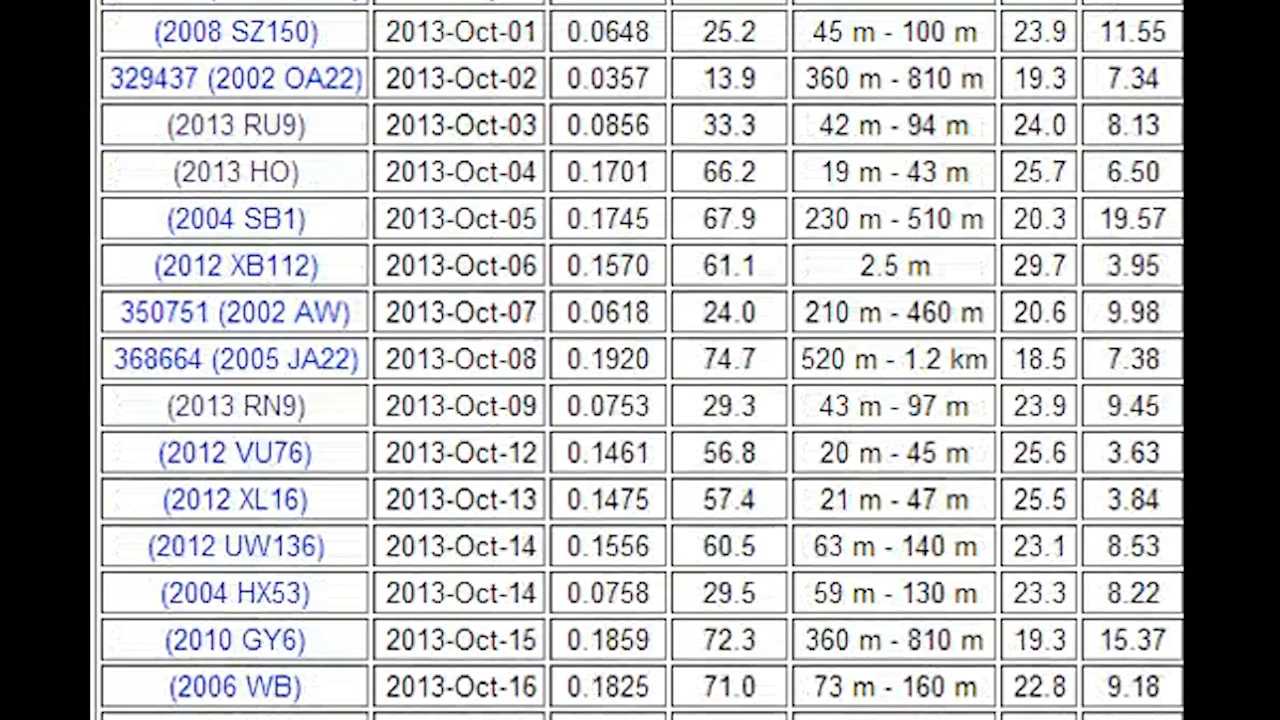 (2008 SZ150) 2013-Oct-01 0.0648 25.2 45 m - 100 m 23.9 11.55
329437 (2002 OA22) 2013-Oct-02 0.0357 13.9 360 m - 810 m 19.3 7.34
(2013 RU9) 2013-Oct-03 0.0856 33.3 42 m - 94 m 24.0 8.13
(2013 HO) 2013-Oct-04 0.1701 66.2 19 m - 43 m 25.7 6.50
(2004 SB1) 2013-Oct-05 0.1745 67.9 230 m - 510 m 20.3 19.57
(2012 XB112) 2013-Oct-06 0.1570 61.1 2.5 m 29.7 3.95
350751 (2002 AW) 2013-Oct-07 0.0618 24.0 210 m - 460 m 20.6 9.98
368664 (2005 JA22) 2013-Oct-08 0.1920 74.7 520 m - 1.2 km 18.5 7.38
(2013 RN9) 2013-Oct-09 0.0753 29.3 43 m - 97 m 23.9 9.45
(2012 VU76) 2013-Oct-12 0.1461 56.8 20 m - 45 m 25.6 3.63
(2012 XL16) 2013-Oct-13 0.1475 57.4 21 m - 47 m 25.5 3.84
(2012 UW136) 2013-Oct-14 0.1556 60.5 63 m - 140 m 23.1 8.53
(2004 HX53) 2013-Oct-14 0.0758 29.5 59 m - 130 m 23.3 8.22
(2010 GY6) 2013-Oct-15 0.1859 72.3 360 m - 810 m 19.3 15.37
(2006 WB) 2013-Oct-16 0.1825 71.0 73 m - 160 m 22.8 9.18